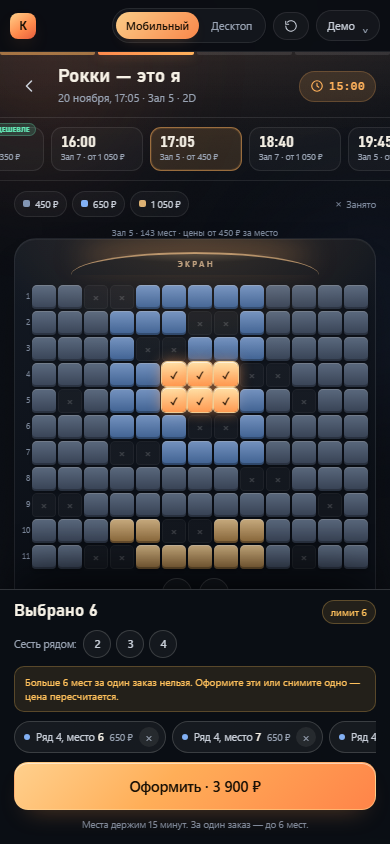 К
Мобильный Десктоп Демо
Рокки — это я
20 ноября, 17:05 · Зал 5 · 2D
15:00
ДЕШЕВЛЕ
350 ₽
16:00
Зал 7 · от 1 050 ₽
17:05
Зал 5 · от 450 ₽
18:40
Зал 7 · от 1 050 ₽
19:45
Зал 5 · о
450 ₽ 650 ₽ 1 050 ₽ × Занято
Зал 5 · 143 мест · цены от 450 ₽ за место
ЭКРАН
1
2
3
4
5
6
7
8
9
10
11
Выбрано 6
лимит 6
Сесть рядом: 2 3 4
Больше 6 мест за один заказ нельзя. Оформите эти или снимите одно —
цена пересчитается.
Ряд 4, место 6 650 ₽ ×
Ряд 4, место 7 650 ₽ ×
Ряд 4
Оформить · 3 900 ₽
Места держим 15 минут. За один заказ — до 6 мест.